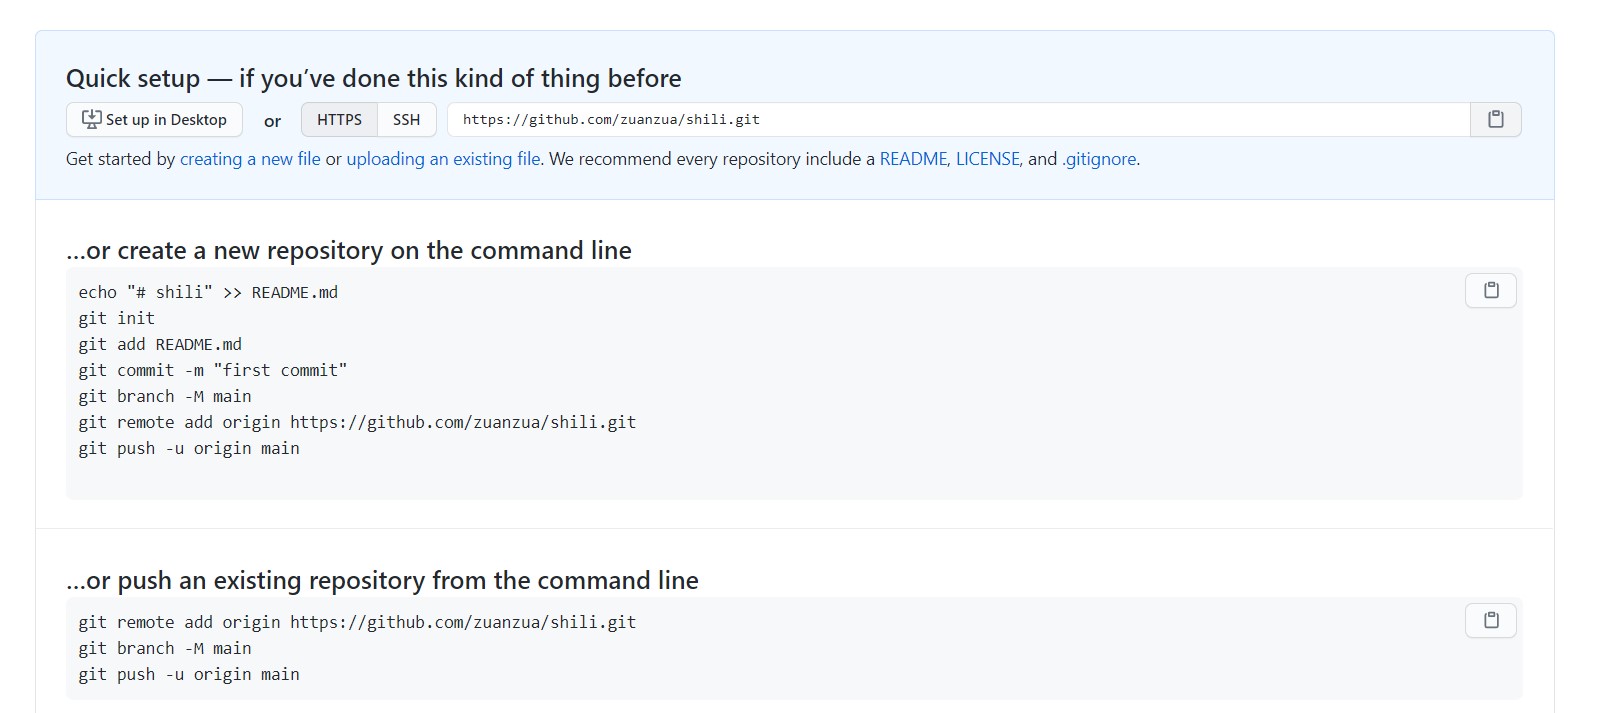 Quick setup — if you’ve done this kind of thing before
Set up in Desktop or HTTPS SSH https://github.com/zuanzua/shili.git
Get started by creating a new file or uploading an existing file. We recommend every repository include a README, LICENSE, and .gitignore.
…or create a new repository on the command line
echo "# shili" >> README.md
git init
git add README.md
git commit -m "first commit"
git branch -M main
git remote add origin https://github.com/zuanzua/shili.git
git push -u origin main
…or push an existing repository from the command line
git remote add origin https://github.com/zuanzua/shili.git
git branch -M main
git push -u origin main